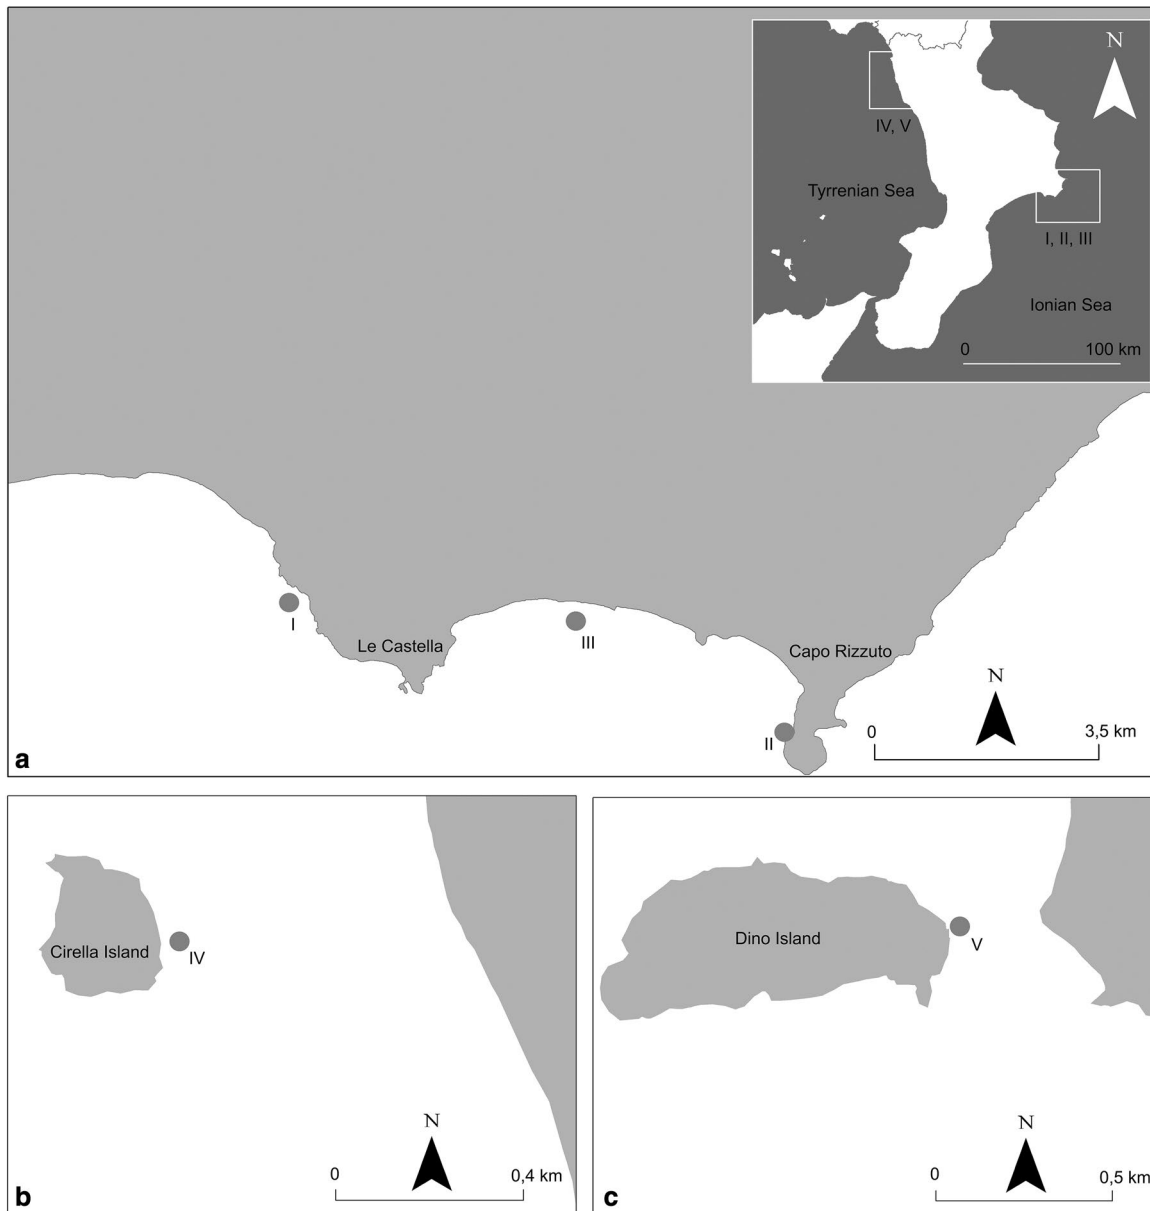 N
IV, V
Tyrrenian Sea
I, II, III
Ionian Sea
0 100 km
I
Le Castella
III
Capo Rizzuto
II
N
0 3,5 km
a
Cirella Island
IV
N
0 0,4 km
b
Dino Island
V
N
0 0,5 km
c